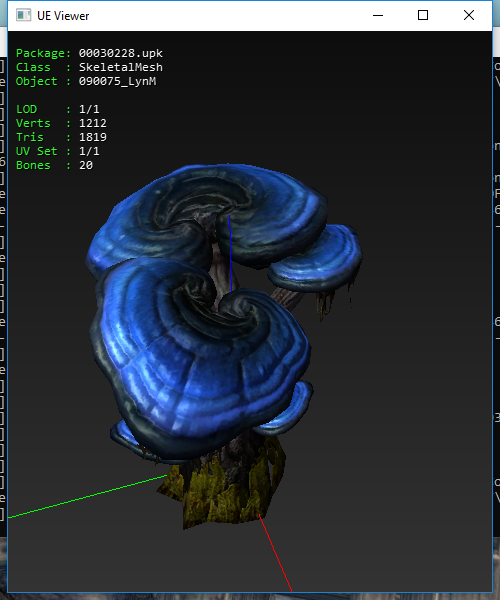 UE Viewer
Package: 00030228.upk
Class  : SkeletalMesh
Object : 090075_LynM
LOD    : 1/1
Verts  : 1212
Tris   : 1819
UV Set : 1/1
Bones  : 20